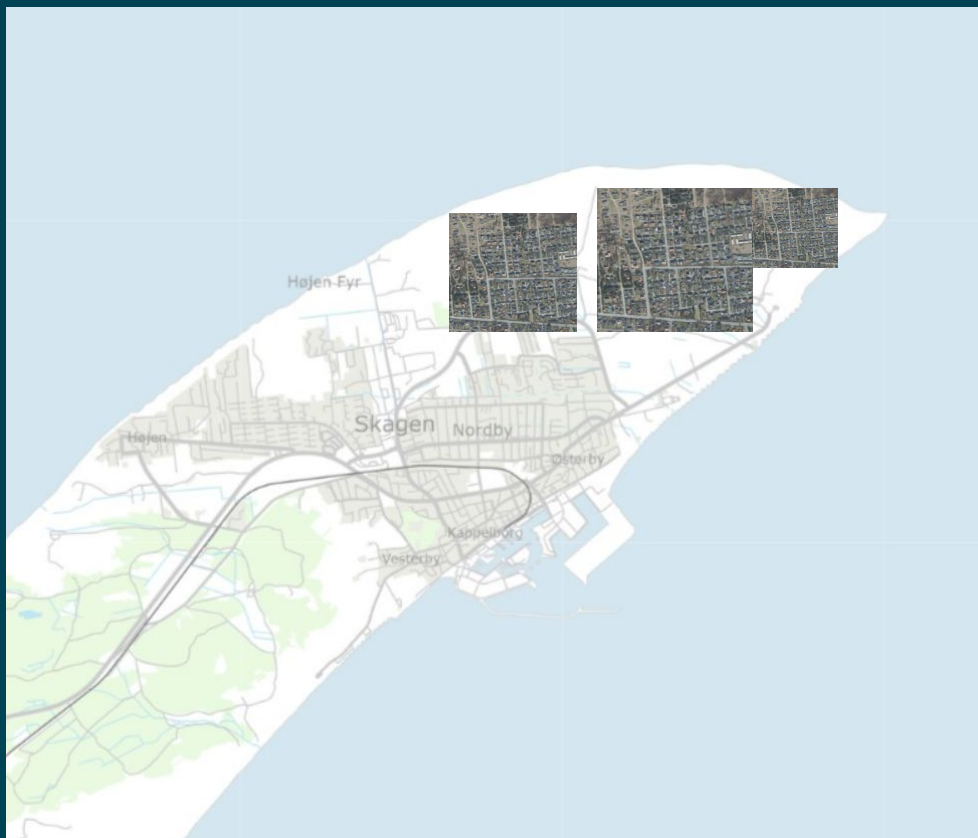 Højen Fyr
Skagen
Nordby
Højen
Østerby
Kappelborg
Vesterby